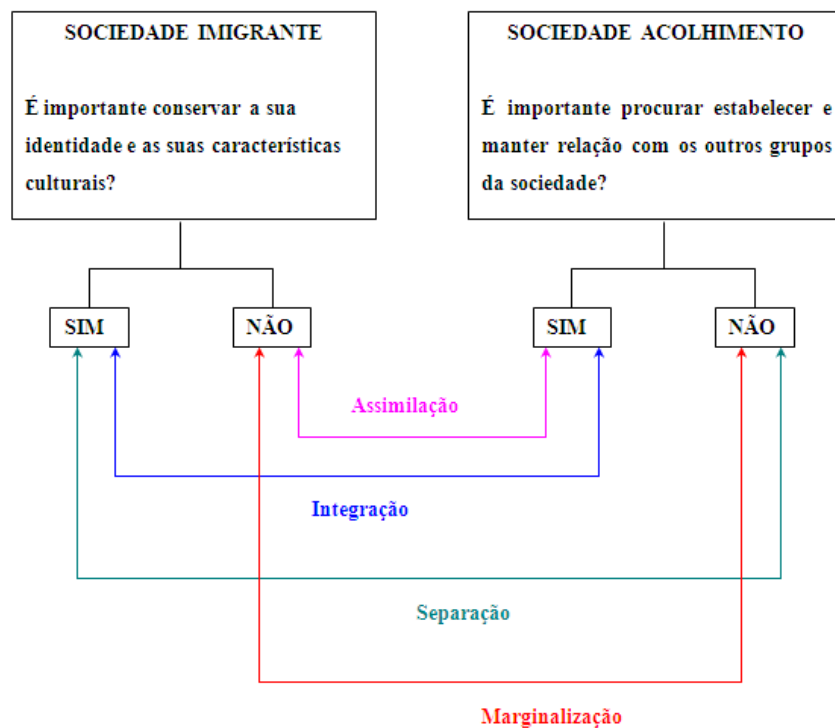 SOCIEDADE IMIGRANTE
É importante conservar a sua
identidade e as suas características
culturais?
SOCIEDADE ACOLHIMENTO
É importante procurar estabelecer e
manter relação com os outros grupos
da sociedade?
SIM
NÃO
SIM
NÃO
Assimilação
Integração
Separação
Marginalização